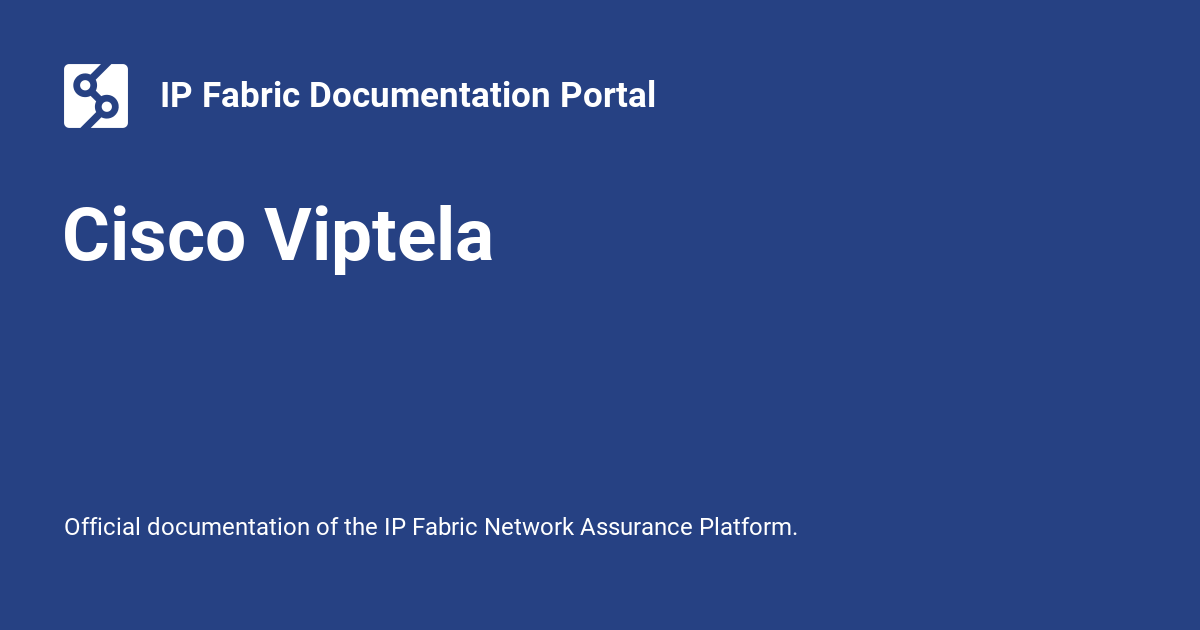 IP Fabric Documentation Portal
Cisco Viptela
Official documentation of the IP Fabric Network Assurance Platform.